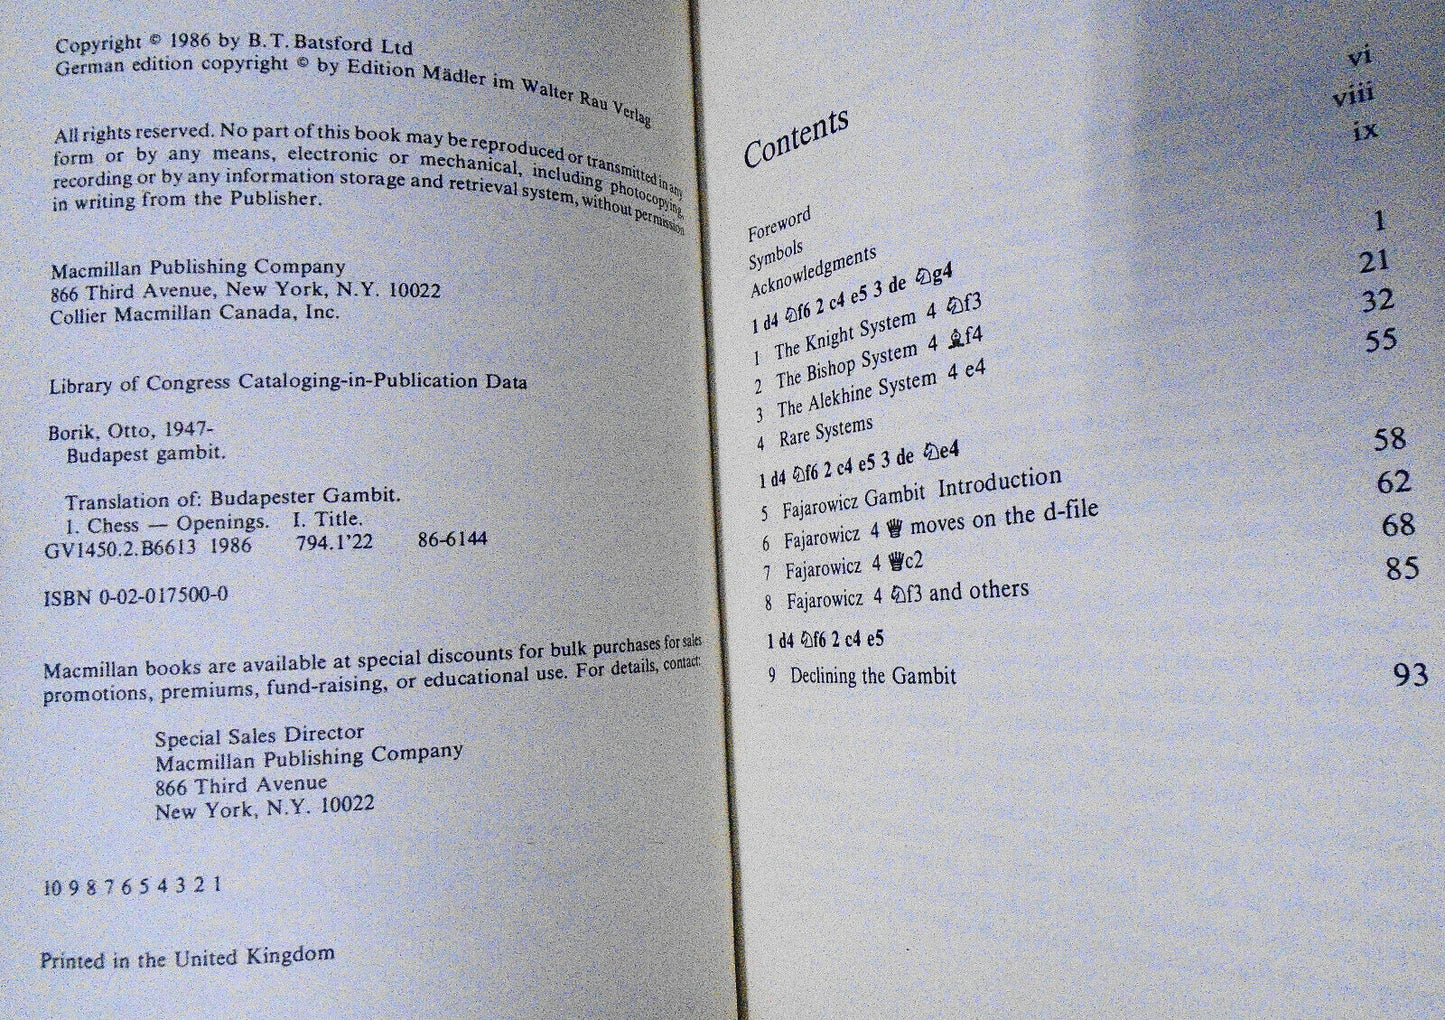 Copyright © 1986 by B.T. Batsford Ltd
German edition copyright © by Edition Mädler im Walter Rau Verlag
All rights reserved. No part of this book may be reproduced or transmitted in any
form or by any means, electronic or mechanical, including photocopying,
recording or by any information storage and retrieval system, without permission
in writing from the Publisher.
Macmillan Publishing Company
866 Third Avenue, New York, N.Y. 10022
Collier Macmillan Canada, Inc.
Library of Congress Cataloging-in-Publication Data
Borik, Otto, 1947-
Budapest gambit.
Translation of: Budapester Gambit.
1. Chess — Openings. I. Title.
GV1450.2.B6613 1986 794.1'22 86-6144
ISBN 0-02-017500-0
Macmillan books are available at special discounts for bulk purchases for sales
promotions, premiums, fund-raising, or educational use. For details, contact:
Special Sales Director
Macmillan Publishing Company
866 Third Avenue
New York, N.Y. 10022
10 9 8 7 6 5 4 3 2 1
Printed in the United Kingdom
Contents
Foreword vi
Symbols viii
Acknowledgments ix
1 d4 ♘f6 2 c4 e5 3 de ♘g4
1 The Knight System 4 ♘f3 1
2 The Bishop System 4 ♝f4 21
3 The Alekhine System 4 e4 32
4 Rare Systems 55
1 d4 ♘f6 2 c4 e5 3 de ♘e4
5 Fajarowicz Gambit Introduction 58
6 Fajarowicz 4 ♛ moves on the d-file 62
7 Fajarowicz 4 ♛c2 68
8 Fajarowicz 4 ♘f3 and others 85
1 d4 ♘f6 2 c4 e5
9 Declining the Gambit 93